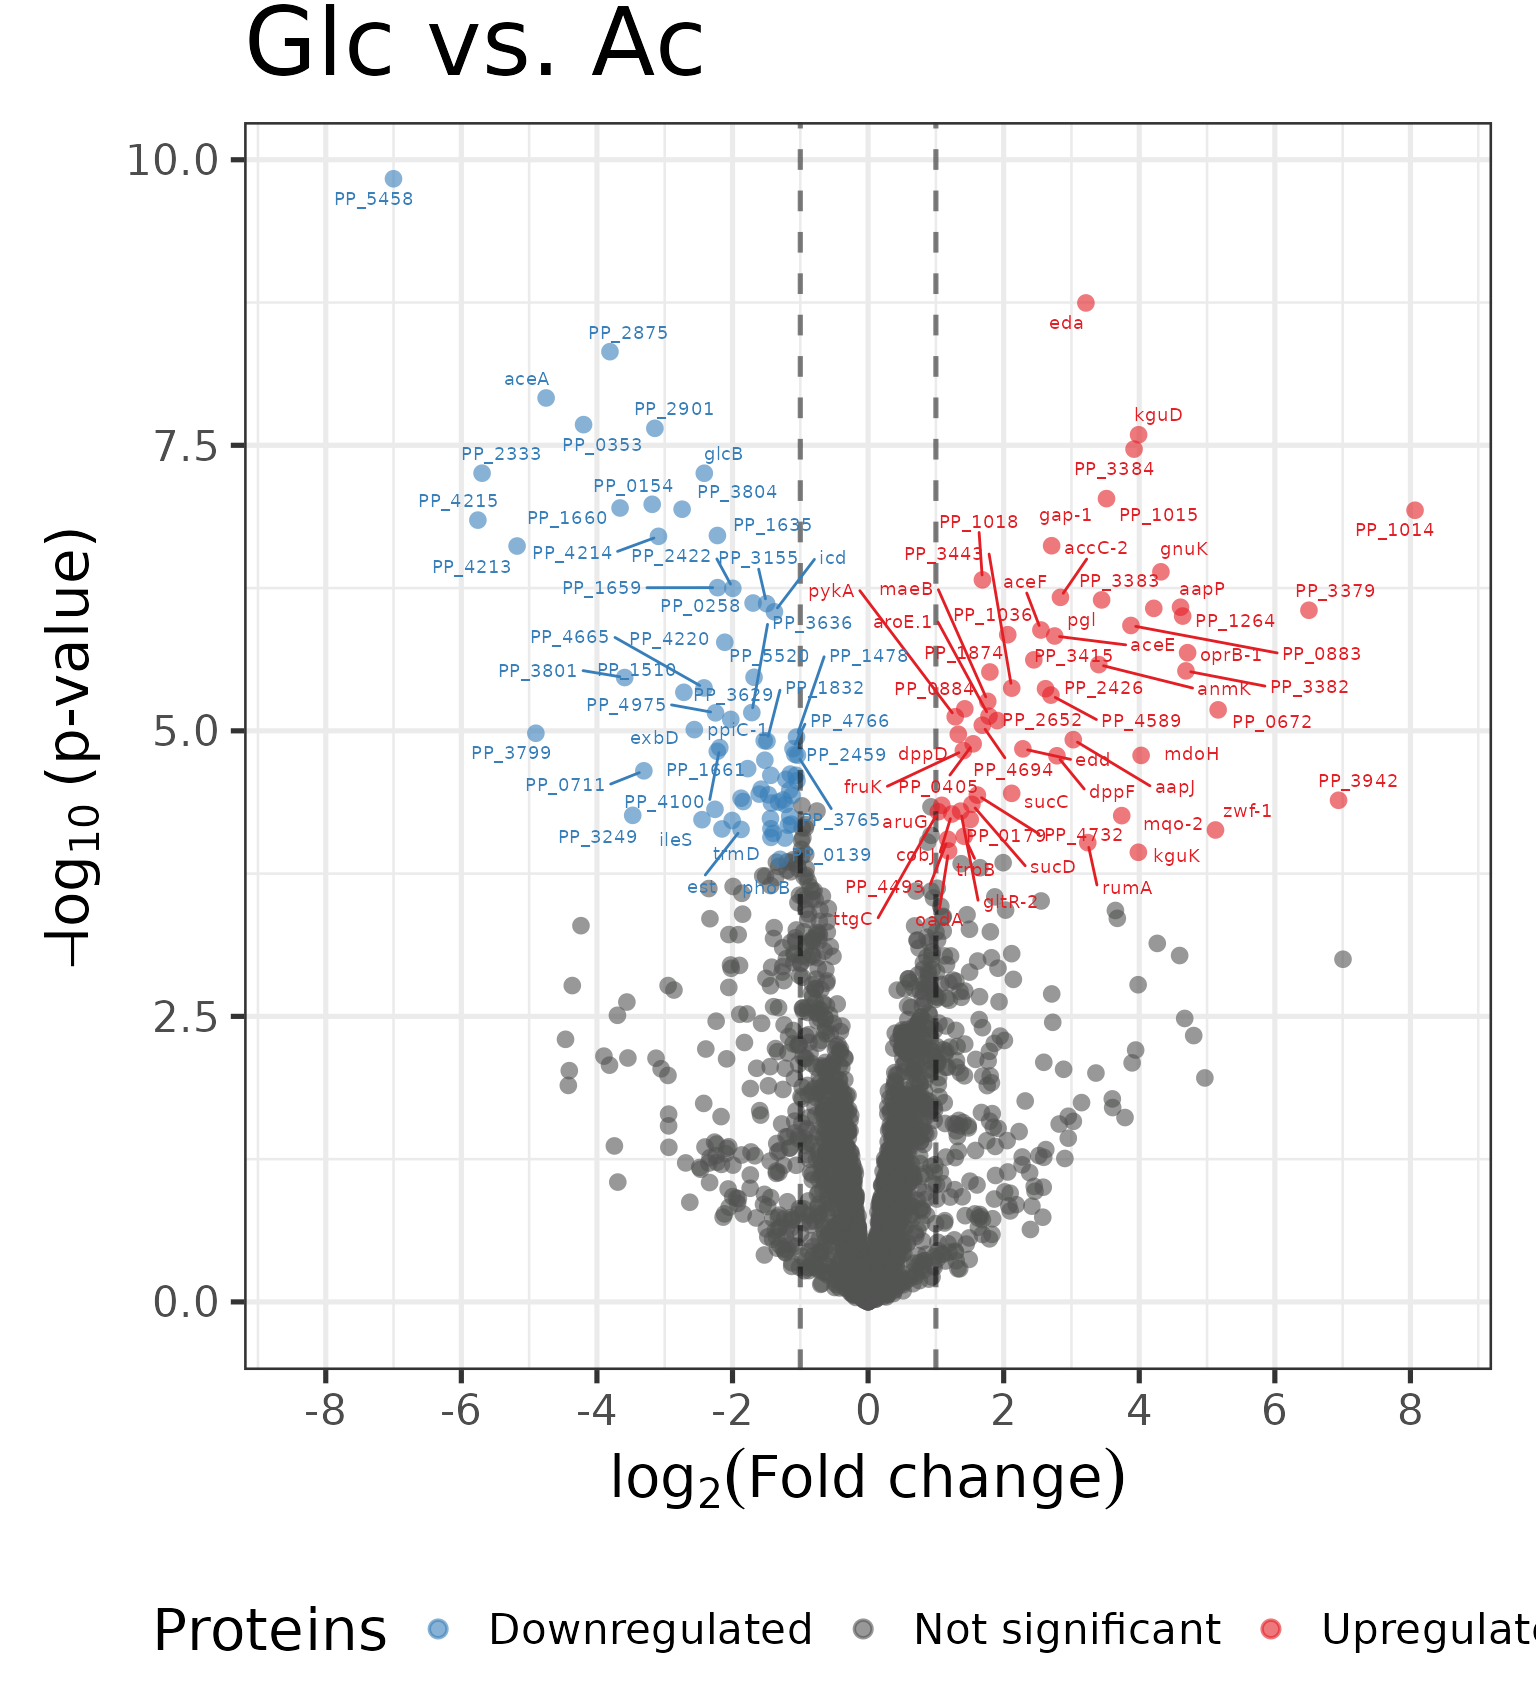 Glc vs. Ac
10.0
PP_5458
eda
PP_2875
aceA
PP_2901
kguD
PP_0353
7.5
PP_2333
glcB
PP_3384
PP_0154
PP_3804
PP_4215
PP_1660
PP_1635
PP_1018
gap-1
PP_1015
PP_1014
PP_4214
PP_2422
PP_3155
icd
PP_3443
accC-2
gnuK
PP_4213
PP_1659
pykA
maeB
aceF
PP_3383
aapP
PP_3379
PP_0258
PP_3636
aroE.1
PP_1036
pgl
PP_1264
PP_4665
PP_4220
PP_5520
PP_1478
PP_1874
PP_3415
aceE
oprB-1
PP_0883
PP_3801
PP_1510
PP_3629
PP_1832
PP_0884
PP_2426
anmK
PP_3382
PP_4975
PP_4766
PP_2652
PP_4589
PP_0672
5.0
exbD
ppiC-1
PP_3799
PP_2459
dppD
edd
mdoH
PP_0711
PP_1661
fruK
PP_0405
PP_4694
dppF
aapJ
PP_3942
PP_4100
sucC
zwf-1
PP_3249
ileS
PP_3765
aruG
PP_0179
PP_4732
mqo-2
trmD
PP_0139
cobJ
trpB
sucD
kguK
est
phoB
PP_4493
gltR-2
rumA
ttgC
oadA
2.5
0.0
–log10 (p-value)
-8 -6 -4 -2 0 2 4 6 8
log2(Fold change)
Proteins Downregulated Not significant